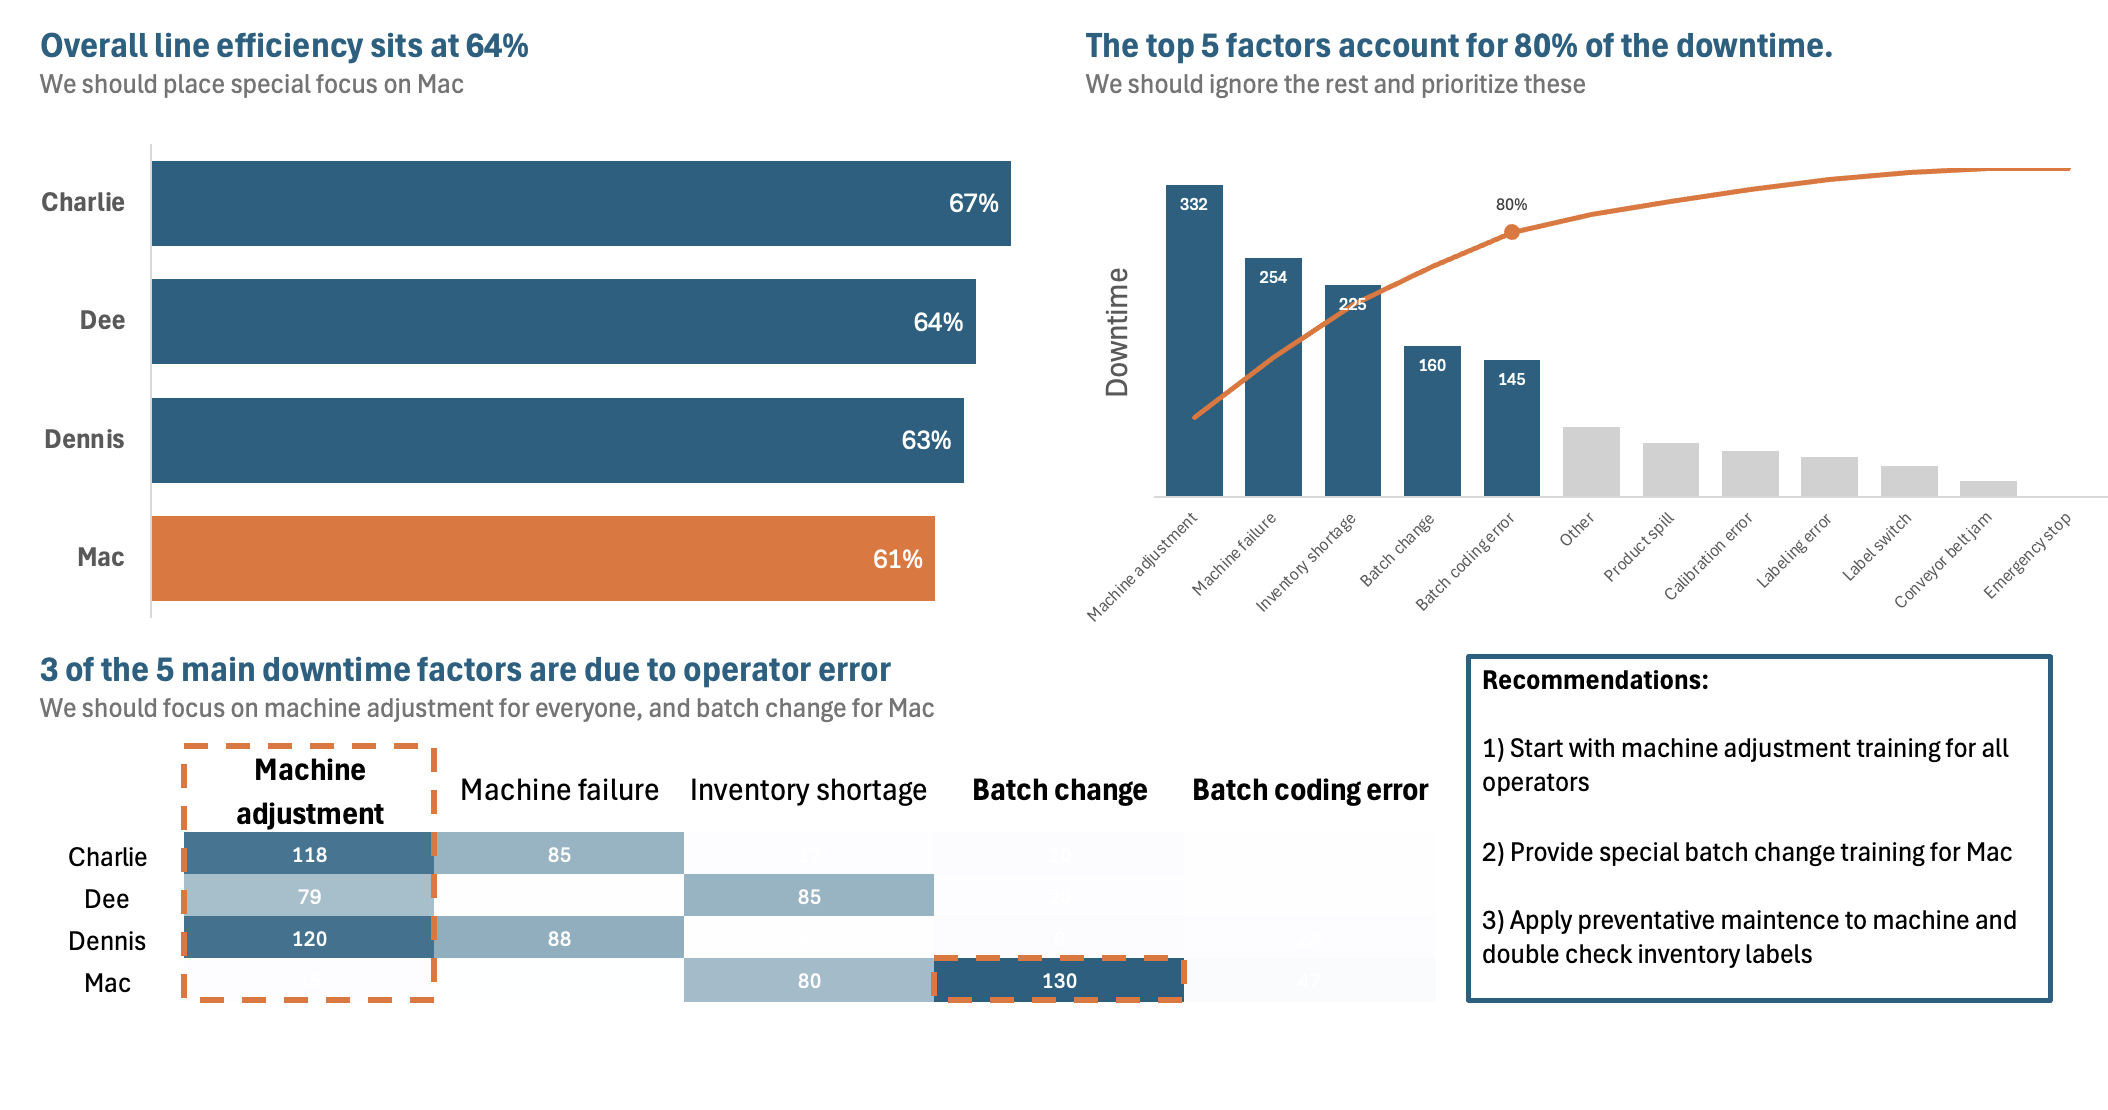 Overall line efficiency sits at 64%
We should place special focus on Mac
Charlie
67%
Dee
64%
Dennis
63%
Mac
61%
The top 5 factors account for 80% of the downtime.
We should ignore the rest and prioritize these
Downtime
332
254
225
160
145
80%
Machine adjustment
Machine failure
Inventory shortage
Batch change
Batch coding error
Other
Product spill
Calibration error
Labeling error
Label switch
Conveyor belt jam
Emergency stop
3 of the 5 main downtime factors are due to operator error
We should focus on machine adjustment for everyone, and batch change for Mac
Machine
adjustment
Machine failure
Inventory shortage
Batch change
Batch coding error
Charlie
118
85
Dee
79
85
Dennis
120
88
Mac
80
130
47
Recommendations:
1) Start with machine adjustment training for all
operators
2) Provide special batch change training for Mac
3) Apply preventative maintence to machine and
double check inventory labels